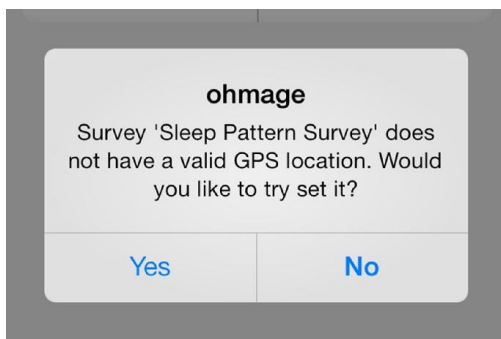 ohmage
Survey 'Sleep Pattern Survey' does
not have a valid GPS location. Would
you like to try set it?
Yes
No